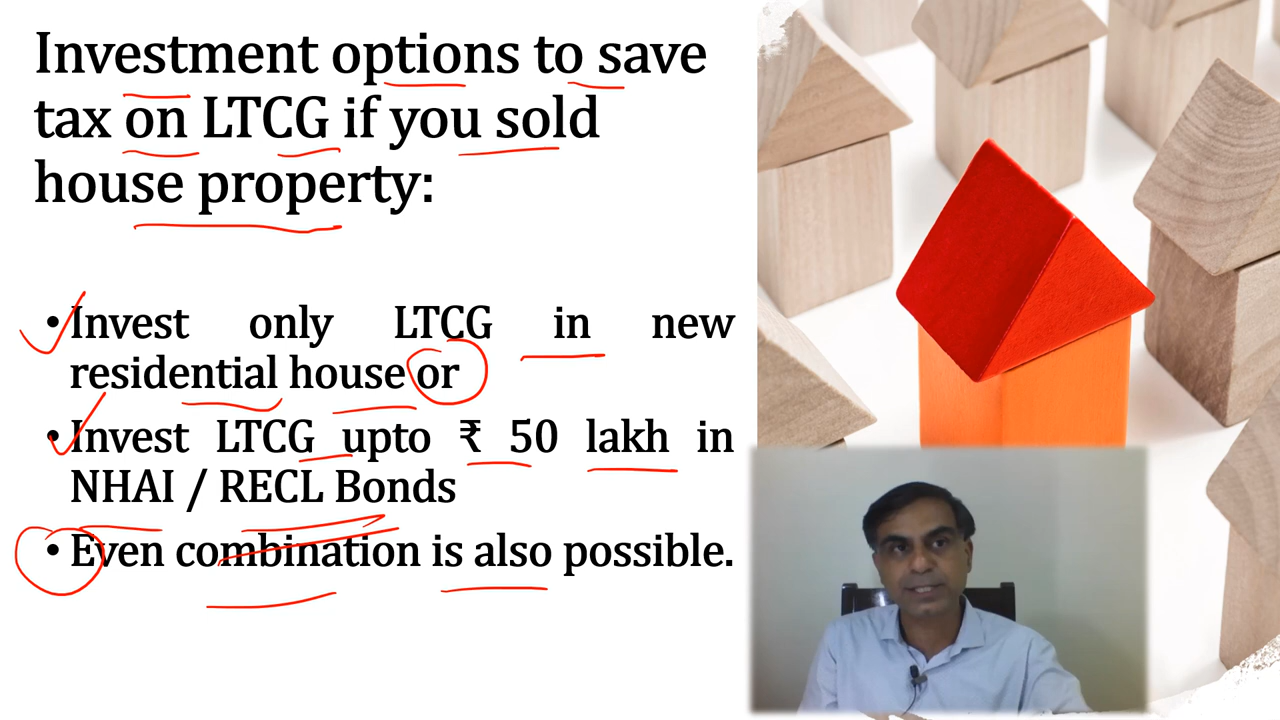 Investment options to save
tax on LTCG if you sold
house property:
• Invest only LTCG in new
residential house or
• Invest LTCG upto ₹ 50 lakh in
NHAI / RECL Bonds
• Even combination is also possible.